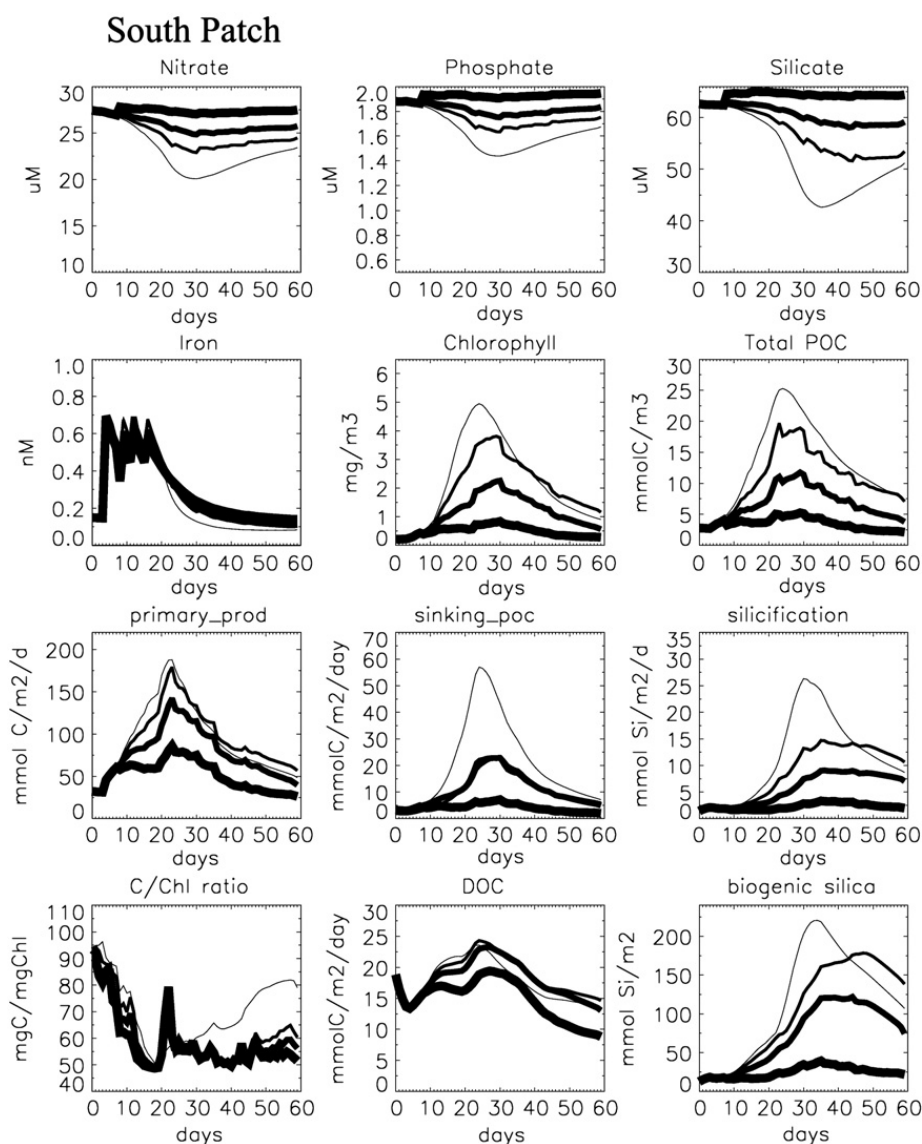 South Patch
Nitrate
Phosphate
Silicate
30
25
20
15
10
uM
0 10 20 30 40 50 60
days
2.0
1.8
1.6
1.4
1.2
1.0
0.8
0.6
uM
0 10 20 30 40 50 60
days
60
50
40
30
uM
0 10 20 30 40 50 60
days
Iron
Chlorophyll
Total POC
1.0
0.8
0.6
0.4
0.2
0.0
nM
0 10 20 30 40 50 60
days
6
5
4
3
2
1
0
mg/m3
0 10 20 30 40 50 60
days
30
25
20
15
10
5
0
mmolC/m3
0 10 20 30 40 50 60
days
primary_prod
sinking_poc
silicification
200
150
100
50
0
mmol C/m2/d
0 10 20 30 40 50 60
days
70
60
50
40
30
20
10
0
mmolC/m2/day
0 10 20 30 40 50 60
days
35
30
25
20
15
10
5
0
mmol Si/m2/d
0 10 20 30 40 50 60
days
C/Chl ratio
DOC
biogenic silica
110
100
90
80
70
60
50
40
mgC/mgChl
0 10 20 30 40 50 60
days
30
25
20
15
10
5
0
mmolC/m2/day
0 10 20 30 40 50 60
days
200
150
100
50
0
mmol Si/m2
0 10 20 30 40 50 60
days